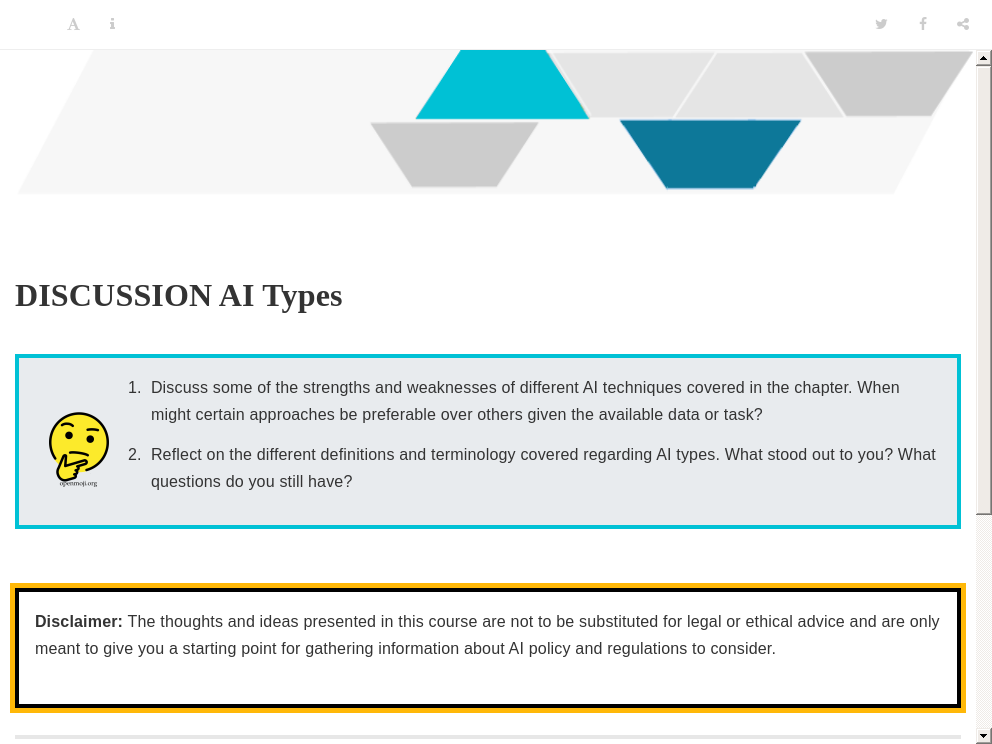 DISCUSSION AI Types
1. Discuss some of the strengths and weaknesses of different AI techniques covered in the chapter. When
might certain approaches be preferable over others given the available data or task?
2. Reflect on the different definitions and terminology covered regarding AI types. What stood out to you? What
questions do you still have?
openmoji.org
Disclaimer: The thoughts and ideas presented in this course are not to be substituted for legal or ethical advice and are only
meant to give you a starting point for gathering information about AI policy and regulations to consider.